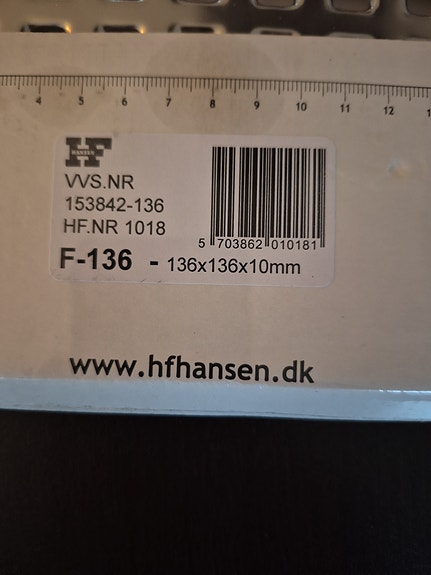 4 5 6 7 8 9 10 11 12
HF
HANSEN
VVS.NR
153842-136
HF.NR 1018
5 703862 010181
F-136 - 136x136x10mm
www.hfhansen.dk